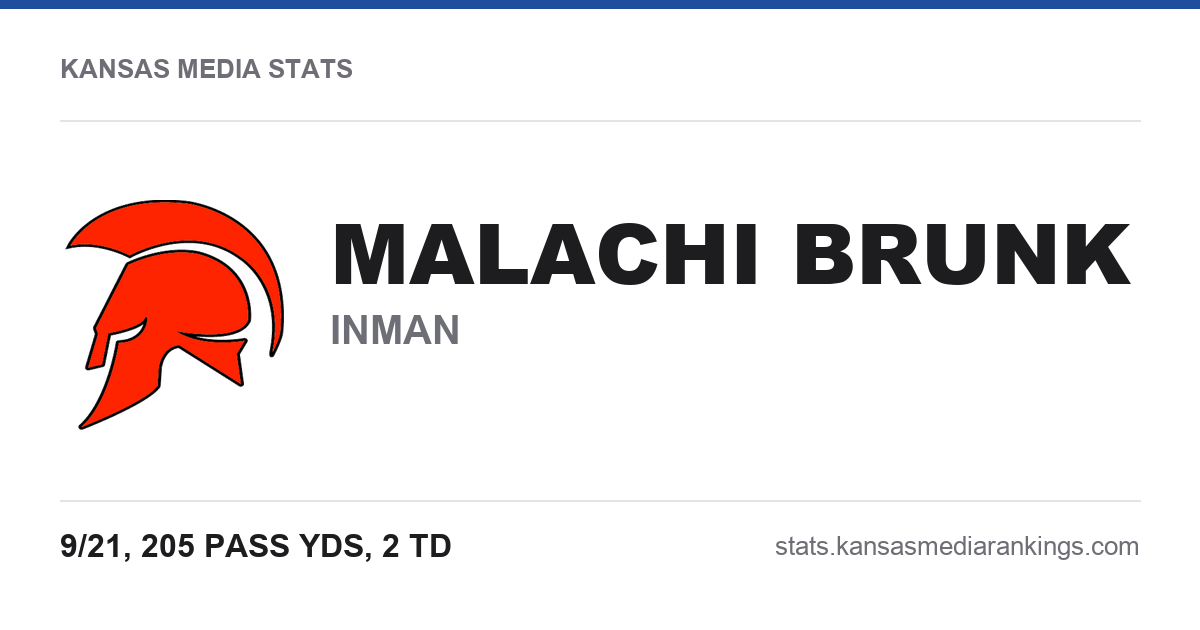 KANSAS MEDIA STATS
MALACHI BRUNK
INMAN
9/21, 205 PASS YDS, 2 TD
stats.kansasmediarankings.com